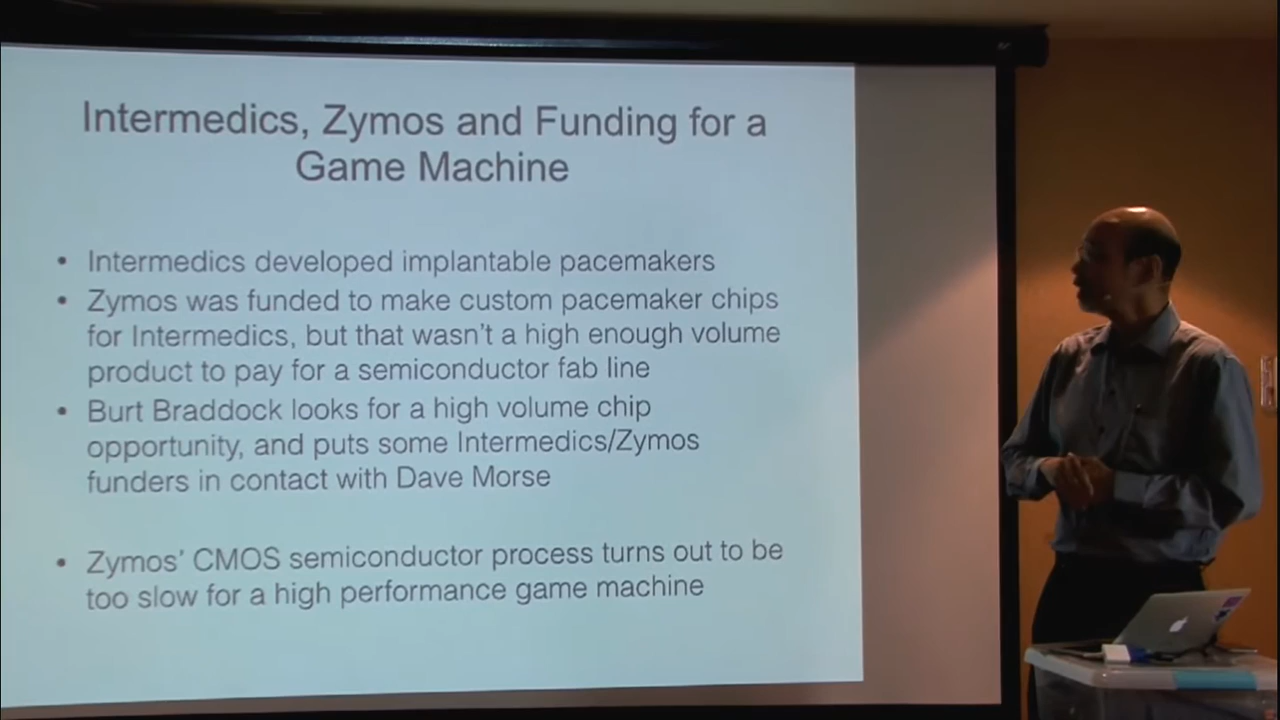 Intermedics, Zymos and Funding for a
Game Machine
• Intermedics developed implantable pacemakers
• Zymos was funded to make custom pacemaker chips
for Intermedics, but that wasn't a high enough volume
product to pay for a semiconductor fab line
• Burt Braddock looks for a high volume chip
opportunity, and puts some Intermedics/Zymos
funders in contact with Dave Morse
• Zymos' CMOS semiconductor process turns out to be
too slow for a high performance game machine